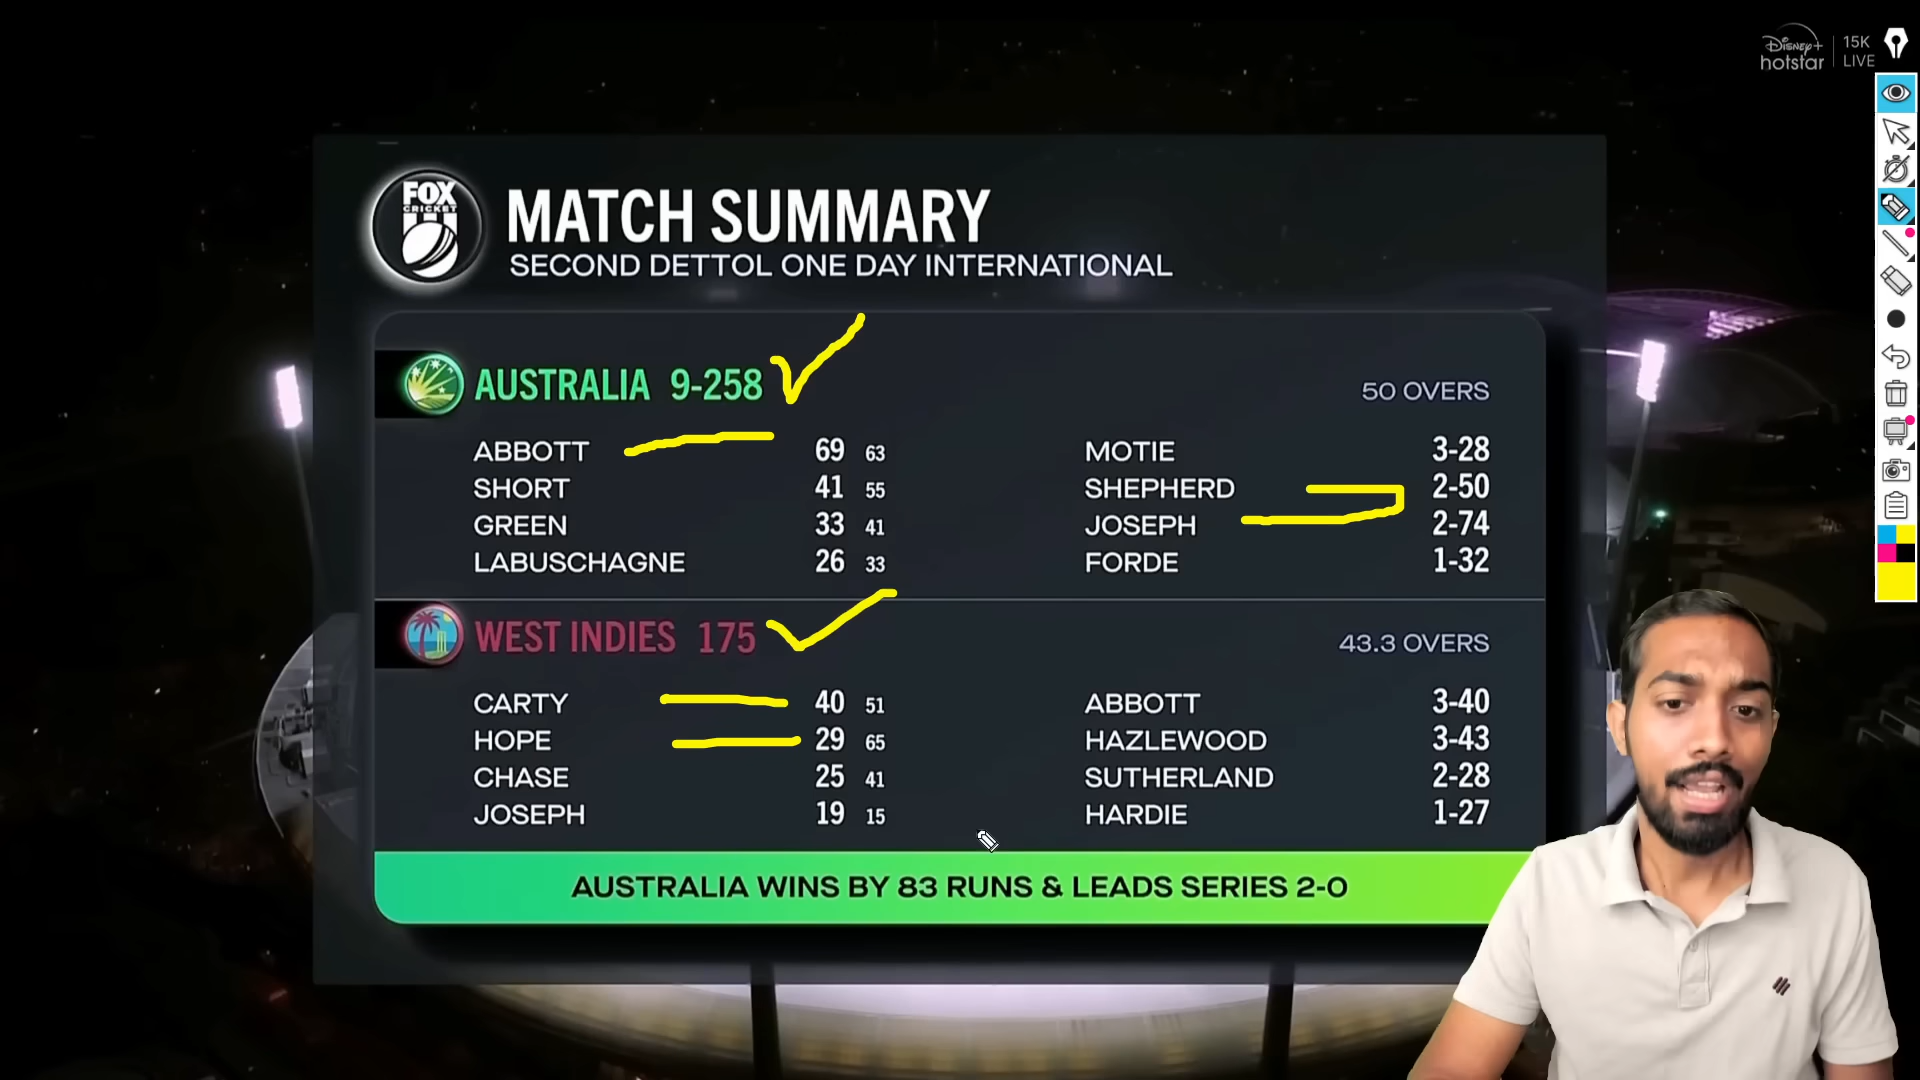 Disney+ hotstar
15K LIVE
FOX CRICKET
MATCH SUMMARY
SECOND DETTOL ONE DAY INTERNATIONAL
AUSTRALIA 9-258 50 OVERS
ABBOTT 69 63 MOTIE 3-28
SHORT 41 55 SHEPHERD 2-50
GREEN 33 41 JOSEPH 2-74
LABUSCHAGNE 26 33 FORDE 1-32
WEST INDIES 175 43.3 OVERS
CARTY 40 51 ABBOTT 3-40
HOPE 29 65 HAZLEWOOD 3-43
CHASE 25 41 SUTHERLAND 2-28
JOSEPH 19 15 HARDIE 1-27
AUSTRALIA WINS BY 83 RUNS & LEADS SERIES 2-0